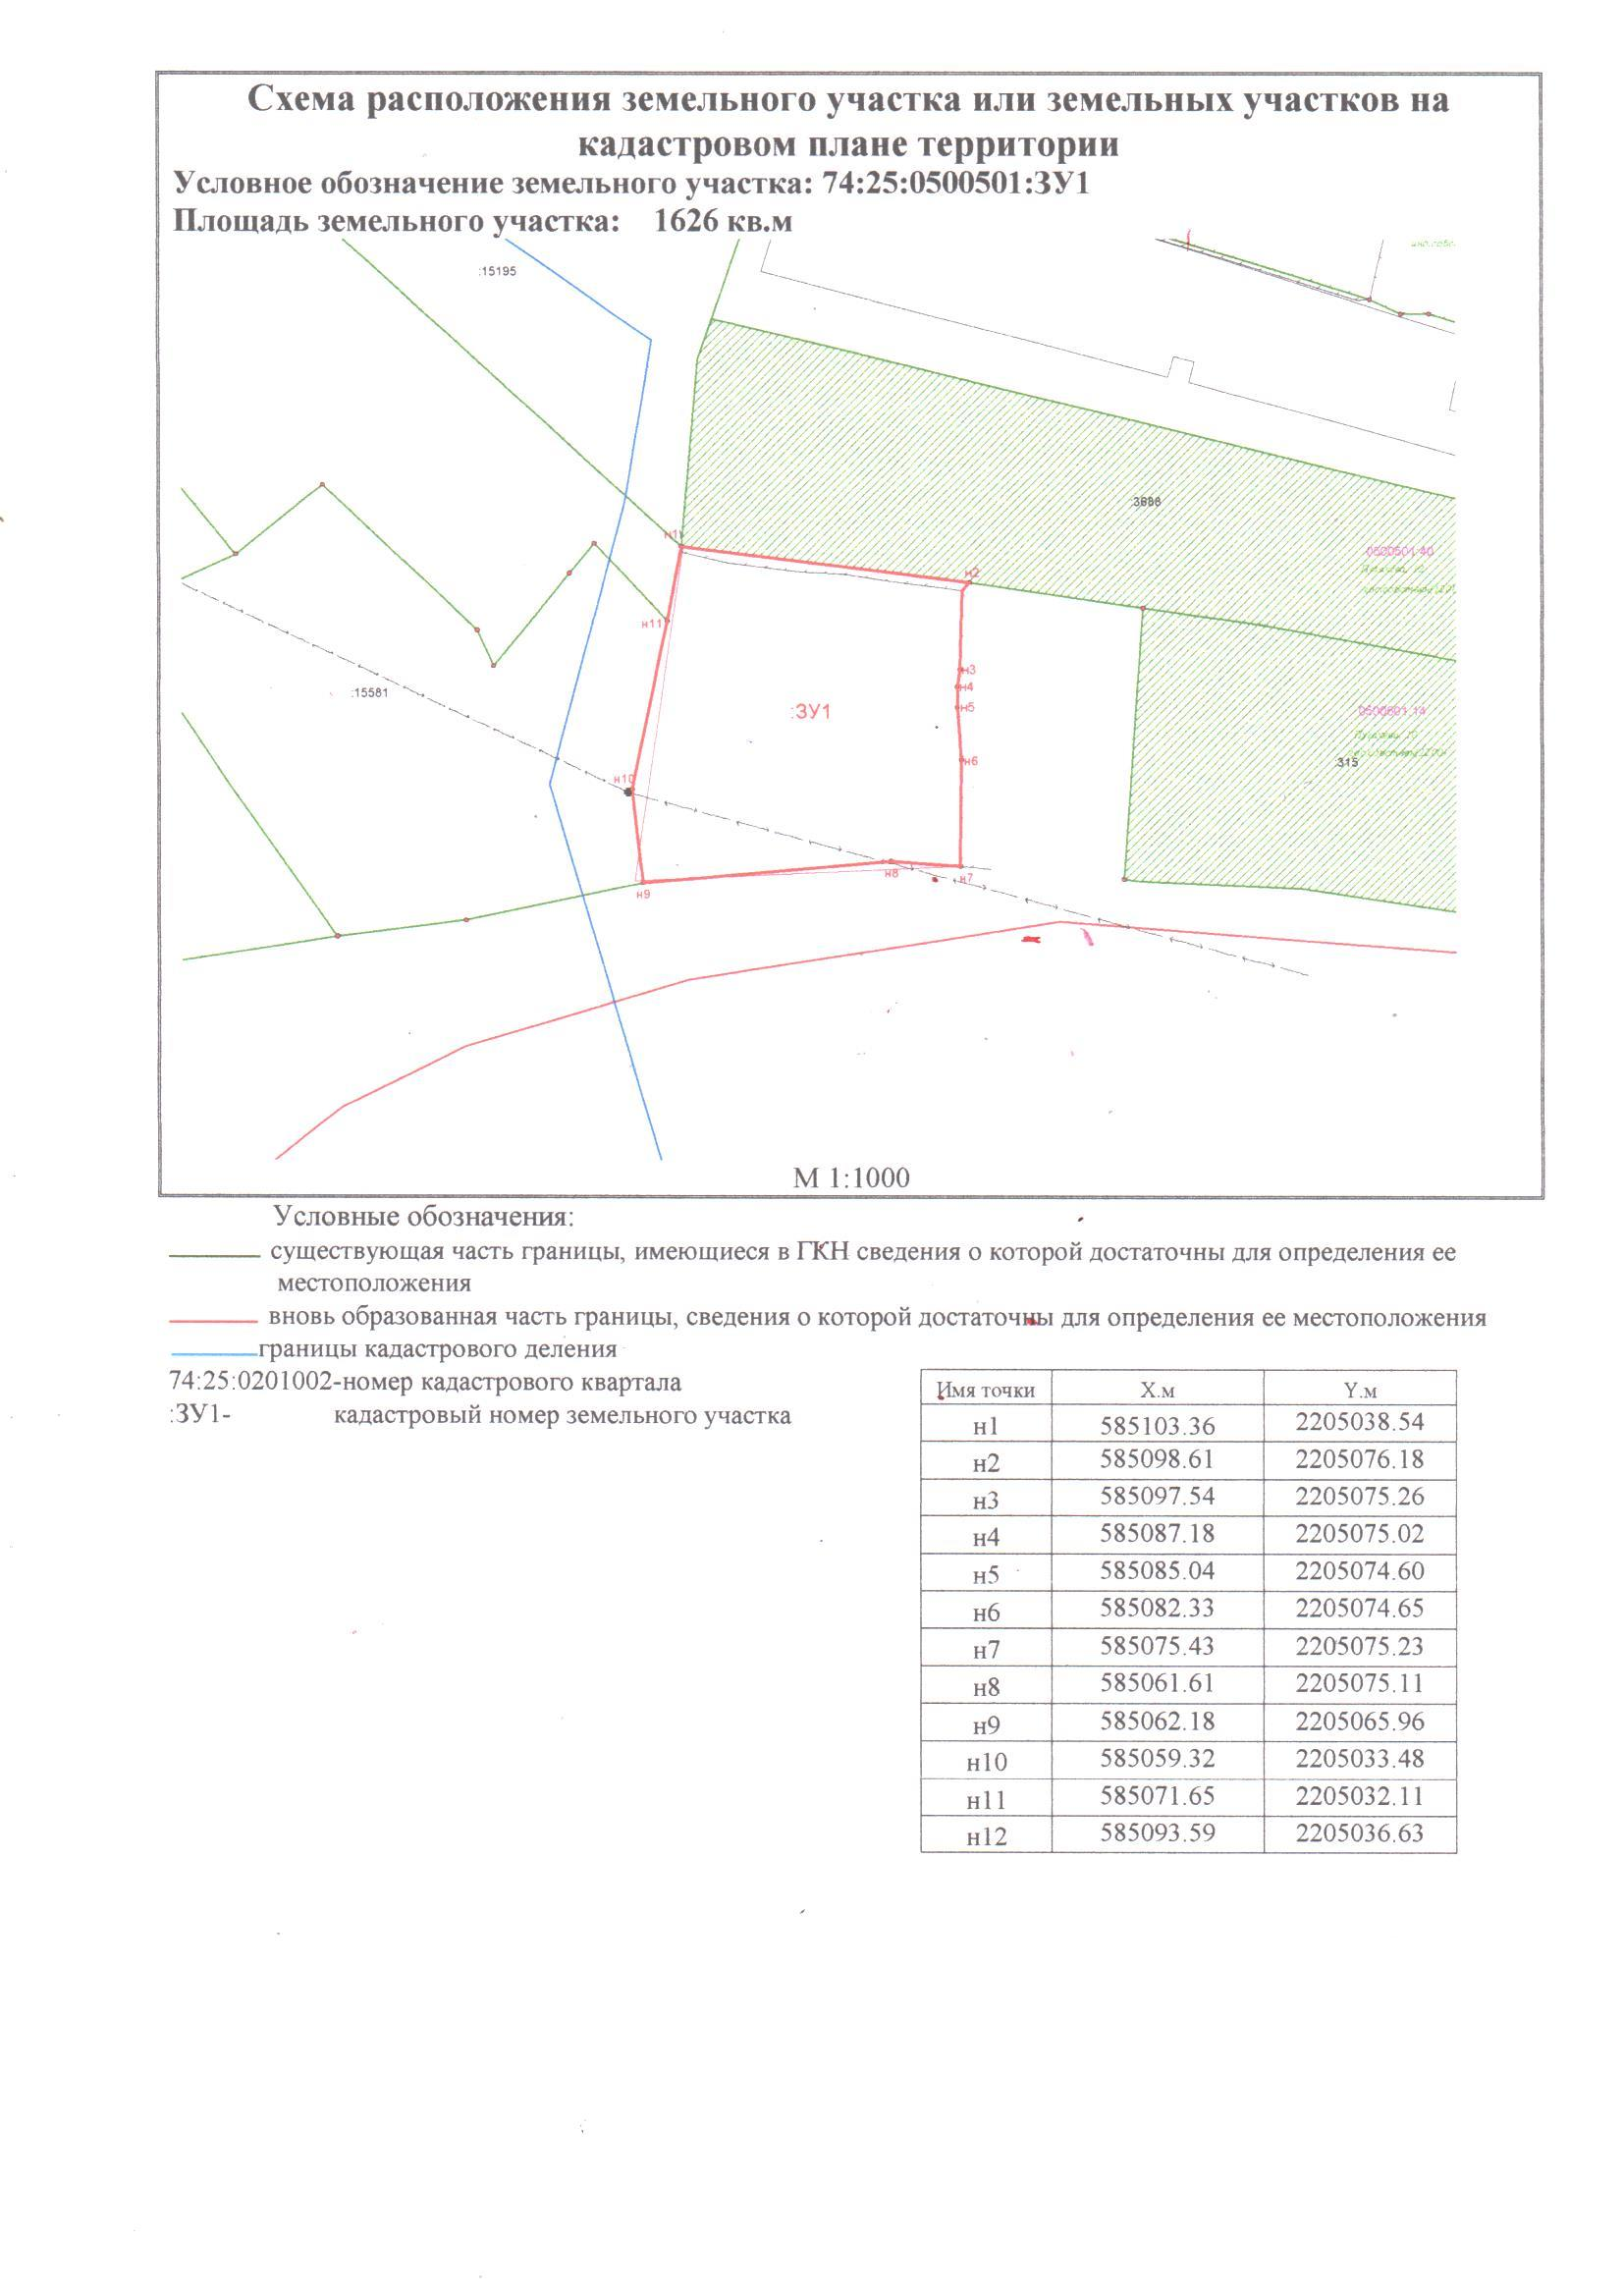 Схема расположения земельного участка или земельных участков на
кадастровом плане территории
Условное обозначение земельного участка: 74:25:0500501:ЗУ1
Площадь земельного участка: 1626 кв.м
:15195
:3686
н1
н2
0500501:40
н11
н3
н4
:15581
:ЗУ1
н5
0500501:14
н6
:315
н10
н8
н7
н9
М 1:1000
Условные обозначения:
существующая часть границы, имеющиеся в ГКН сведения о которой достаточны для определения ее
местоположения
вновь образованная часть границы, сведения о которой достаточны для определения ее местоположения
границы кадастрового деления
74:25:0201002-номер кадастрового квартала
:ЗУ1- кадастровый номер земельного участка
Имя точки X.м Y.м
н1 585103.36 2205038.54
н2 585098.61 2205076.18
н3 585097.54 2205075.26
н4 585087.18 2205075.02
н5 585085.04 2205074.60
н6 585082.33 2205074.65
н7 585075.43 2205075.23
н8 585061.61 2205075.11
н9 585062.18 2205065.96
н10 585059.32 2205033.48
н11 585071.65 2205032.11
н12 585093.59 2205036.63